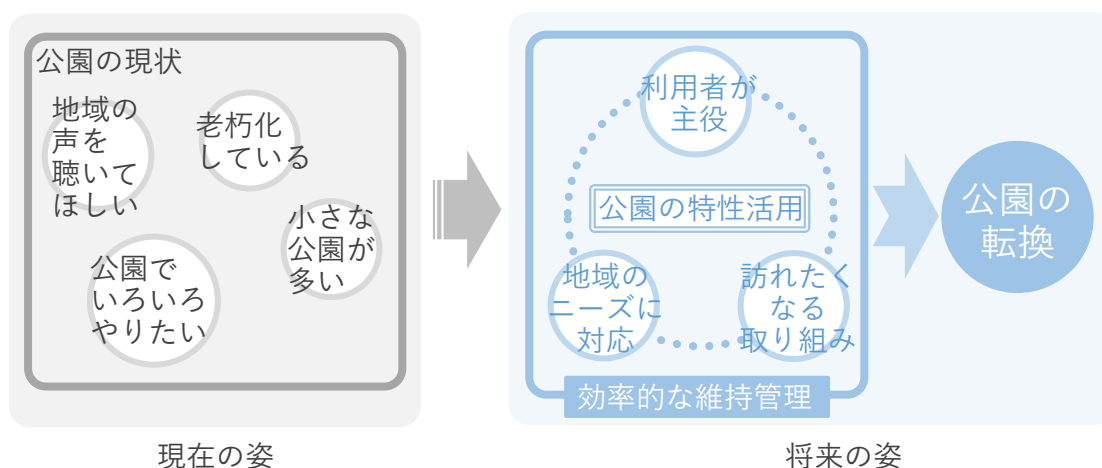 公園の現状
地域の
声を
聴いて
ほしい
老朽化
している
小さな
公園が
多い
公園で
いろいろ
やりたい
現在の姿
利用者が
主役
公園の特性活用
地域の
ニーズに
対応
訪れたく
なる
取り組み
効率的な維持管理
公園の
転換
将来の姿